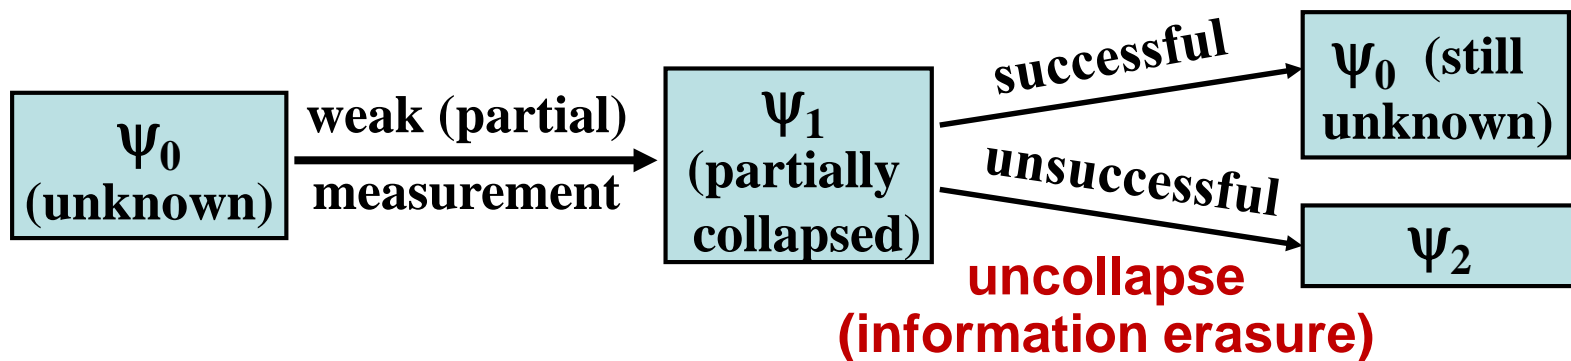 ψ₀
(unknown)
weak (partial)
measurement
ψ₁
(partially
collapsed)
successful
unsuccessful
uncollapse
(information erasure)
ψ₀ (still
unknown)
ψ₂